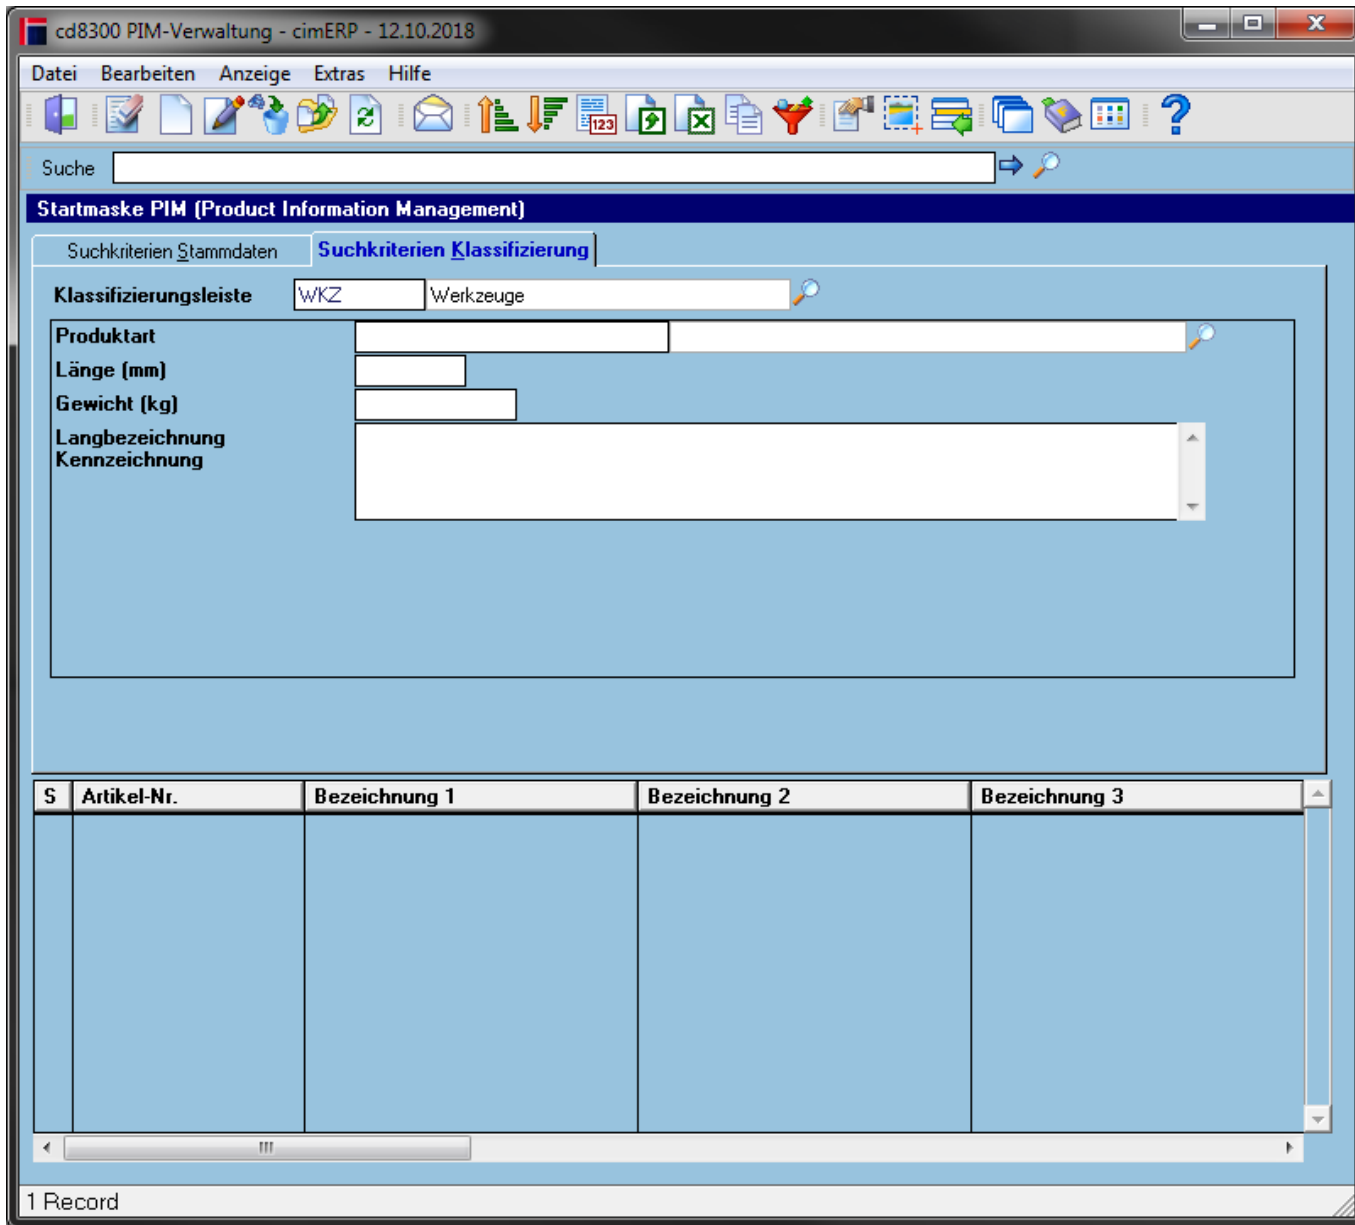 cd8300 PIM-Verwaltung - cimERP - 12.10.2018
Datei Bearbeiten Anzeige Extras Hilfe
123
Suche
Startmaske PIM (Product Information Management)
Suchkriterien Stammdaten Suchkriterien Klassifizierung
Klassifizierungsleiste WKZ Werkzeuge
Produktart
Länge (mm)
Gewicht (kg)
Langbezeichnung
Kennzeichnung
S Artikel-Nr. Bezeichnung 1 Bezeichnung 2 Bezeichnung 3
1 Record